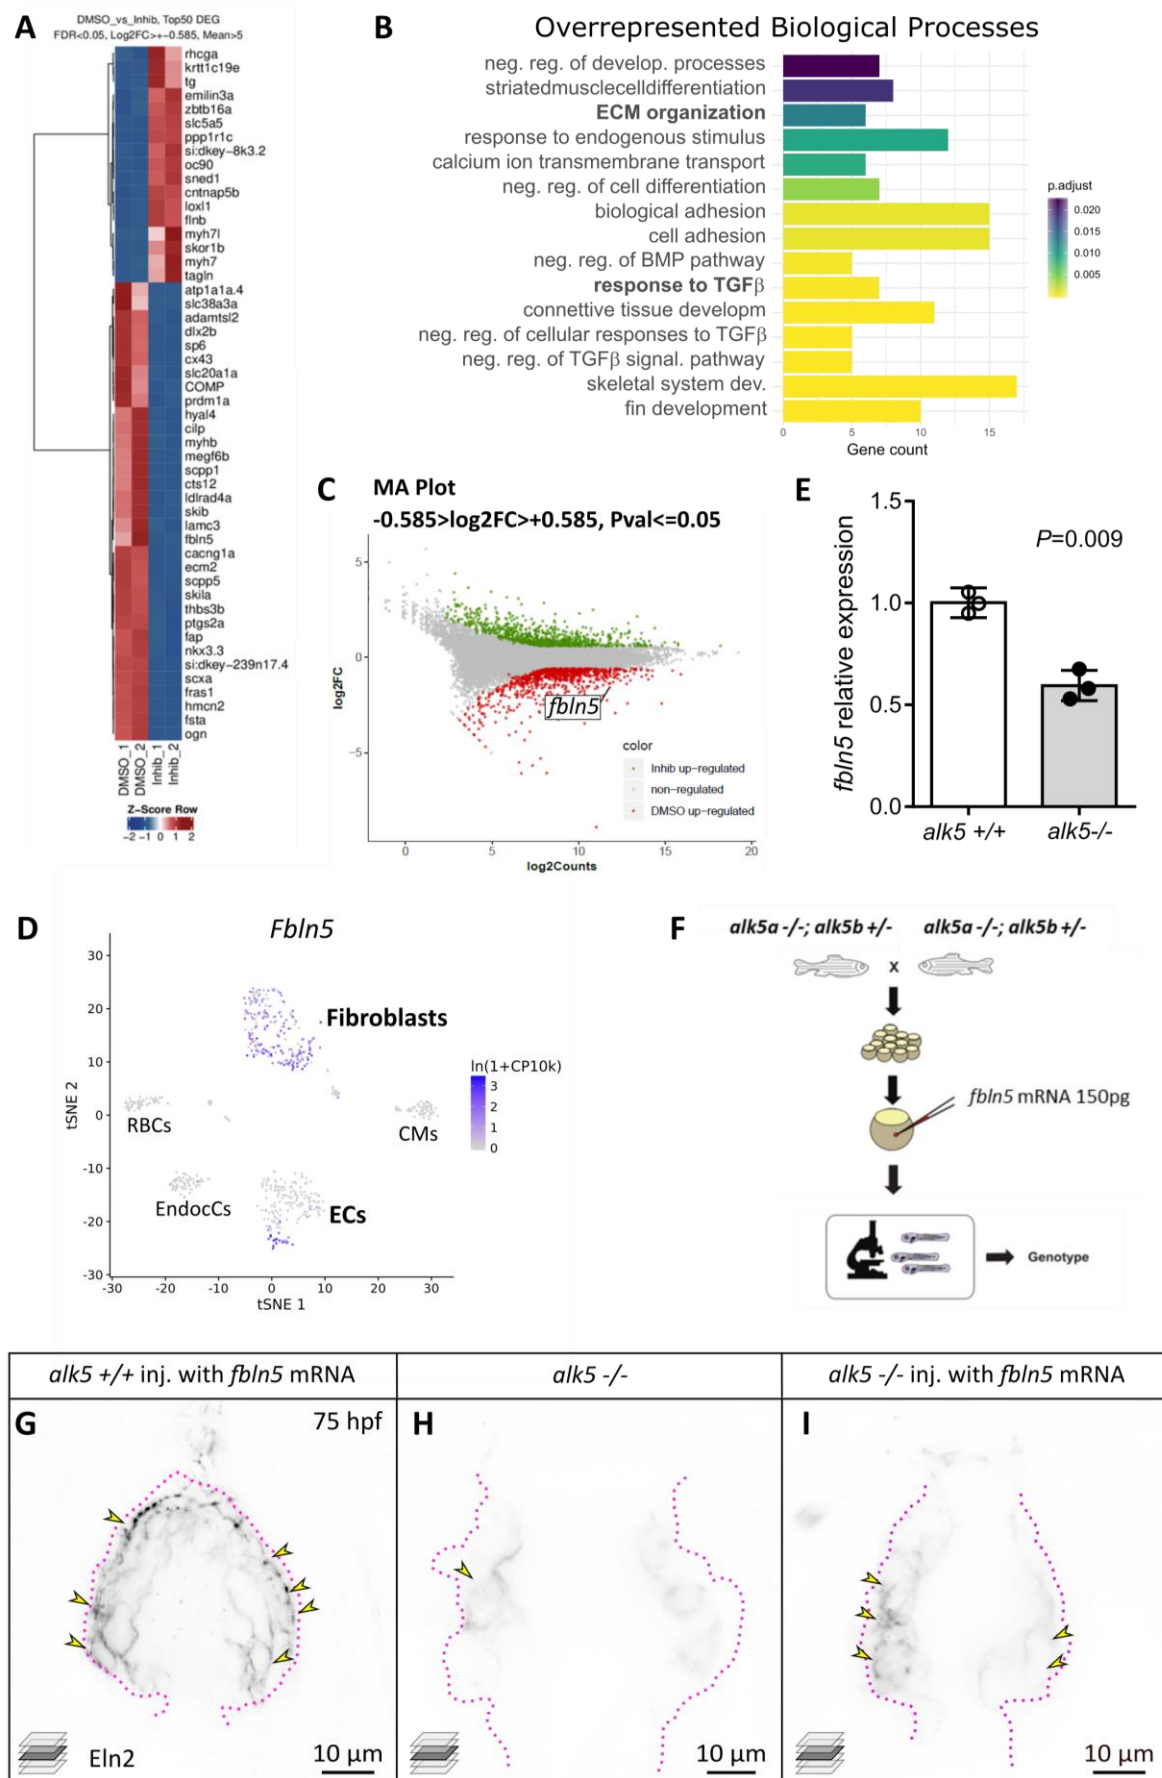 A
DMSO_vs_Inhib, Top50 DEG
FDR<0.05, Log2FC>+-0.585, Mean>5
rhcga
krtt1c19e
tg
emilin3a
zbtb16a
slc5a5
ppp1r1c
si:dkey-8k3.2
oc90
sned1
cntnap5b
loxl1
flnb
myh7l
skor1b
myh7
tagln
atp1a1a.4
slc38a3a
adamtsl2
dlx2b
sp6
cx43
slc20a1a
COMP
prdm1a
hyal4
cilp
myhb
megf6b
scpp1
cts12
ldlrad4a
skib
lamc3
fbln5
cacng1a
ecm2
scpp5
skila
thbs3b
ptgs2a
fap
nkx3.3
si:dkey-239n17.4
scxa
fras1
hmcn2
fsta
ogn
DMSO_1
DMSO_2
Inhib_1
Inhib_2
Z-Score Row
-2 -1 0 1 2
B
Overrepresented Biological Processes
neg. reg. of develop. processes
striatedmusclecelldifferentiation
ECM organization
response to endogenous stimulus
calcium ion transmembrane transport
neg. reg. of cell differentiation
biological adhesion
cell adhesion
neg. reg. of BMP pathway
response to TGFβ
connettive tissue developm
neg. reg. of cellular responses to TGFβ
neg. reg. of TGFβ signal. pathway
skeletal system dev.
fin development
0 5 10 15
Gene count
p.adjust
0.020
0.015
0.010
0.005
C
MA Plot
-0.585>log2FC>+0.585, Pval<=0.05
5
0
-5
log2FC
fbln5
color
Inhib up-regulated
non-regulated
DMSO up-regulated
0 5 10 15 20
log2Counts
E
1.5
1.0
0.5
0.0
fbln5 relative expression
P=0.009
alk5 +/+
alk5-/-
D
Fbln5
30
20
10
0
-10
-20
-30
tSNE 2
Fibroblasts
RBCs
CMs
EndocCs
ECs
-30 -20 -10 0 10 20 30
tSNE 1
ln(1+CP10k)
3
2
1
0
F
alk5a -/-; alk5b +/- alk5a -/-; alk5b +/-
X
fbln5 mRNA 150pg
Genotype
alk5 +/+ inj. with fbln5 mRNA
alk5 -/-
alk5 -/- inj. with fbln5 mRNA
G
75 hpf
H
I
Eln2
10 µm
10 µm
10 µm